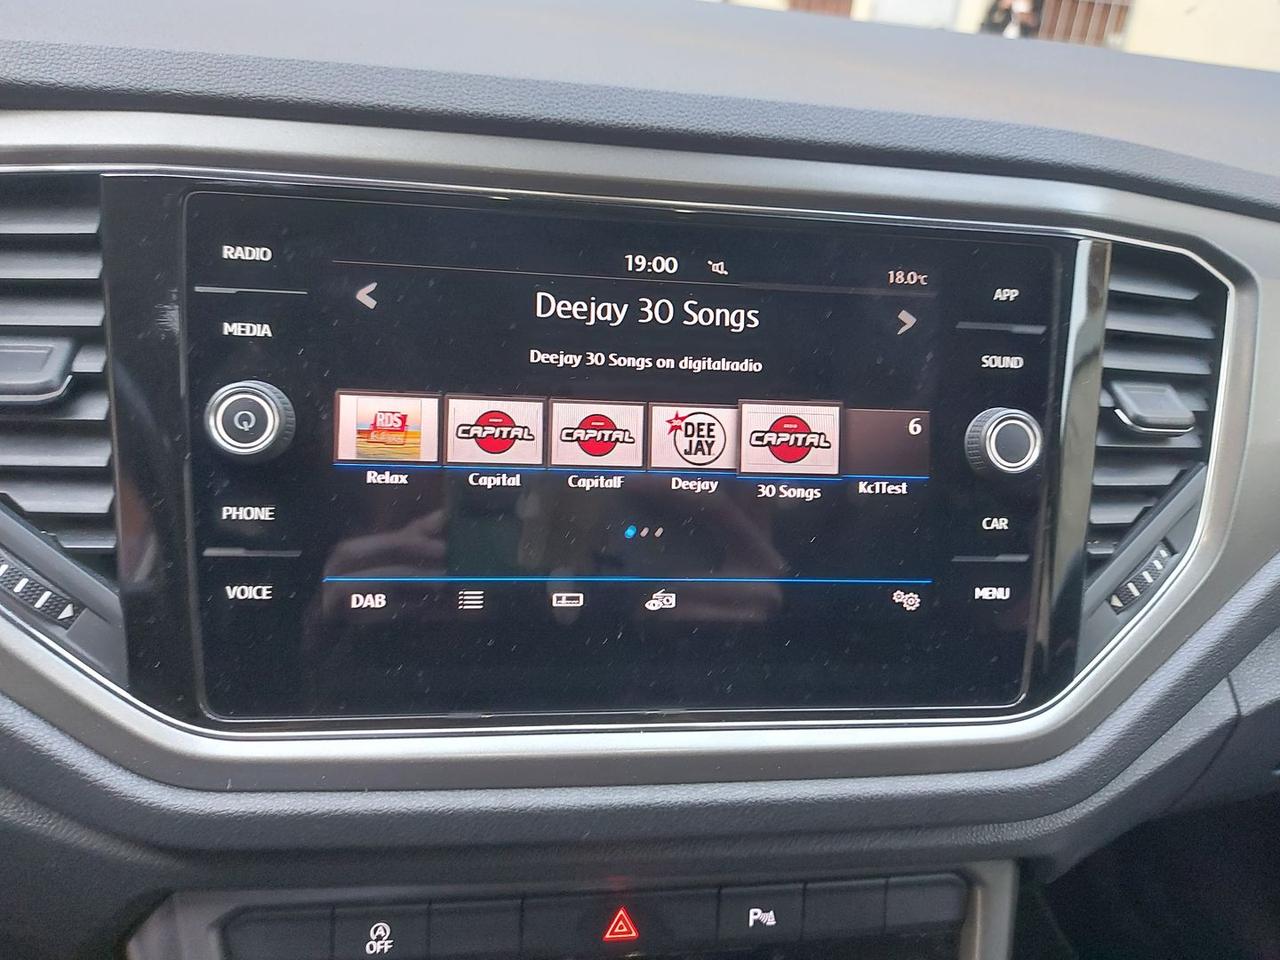 RADIO
MEDIA
PHONE
VOICE
19:00
18.0°C
Deejay 30 Songs
Deejay 30 Songs on digitalradio
RDS
Relax
CAPITAL
Capital
CAPITAL
CapitalF
DEE
JAY
Deejay
CAPITAL
30 Songs
6
Kc1Test
DAB
APP
SOUND
CAR
MENU
A
OFF
P